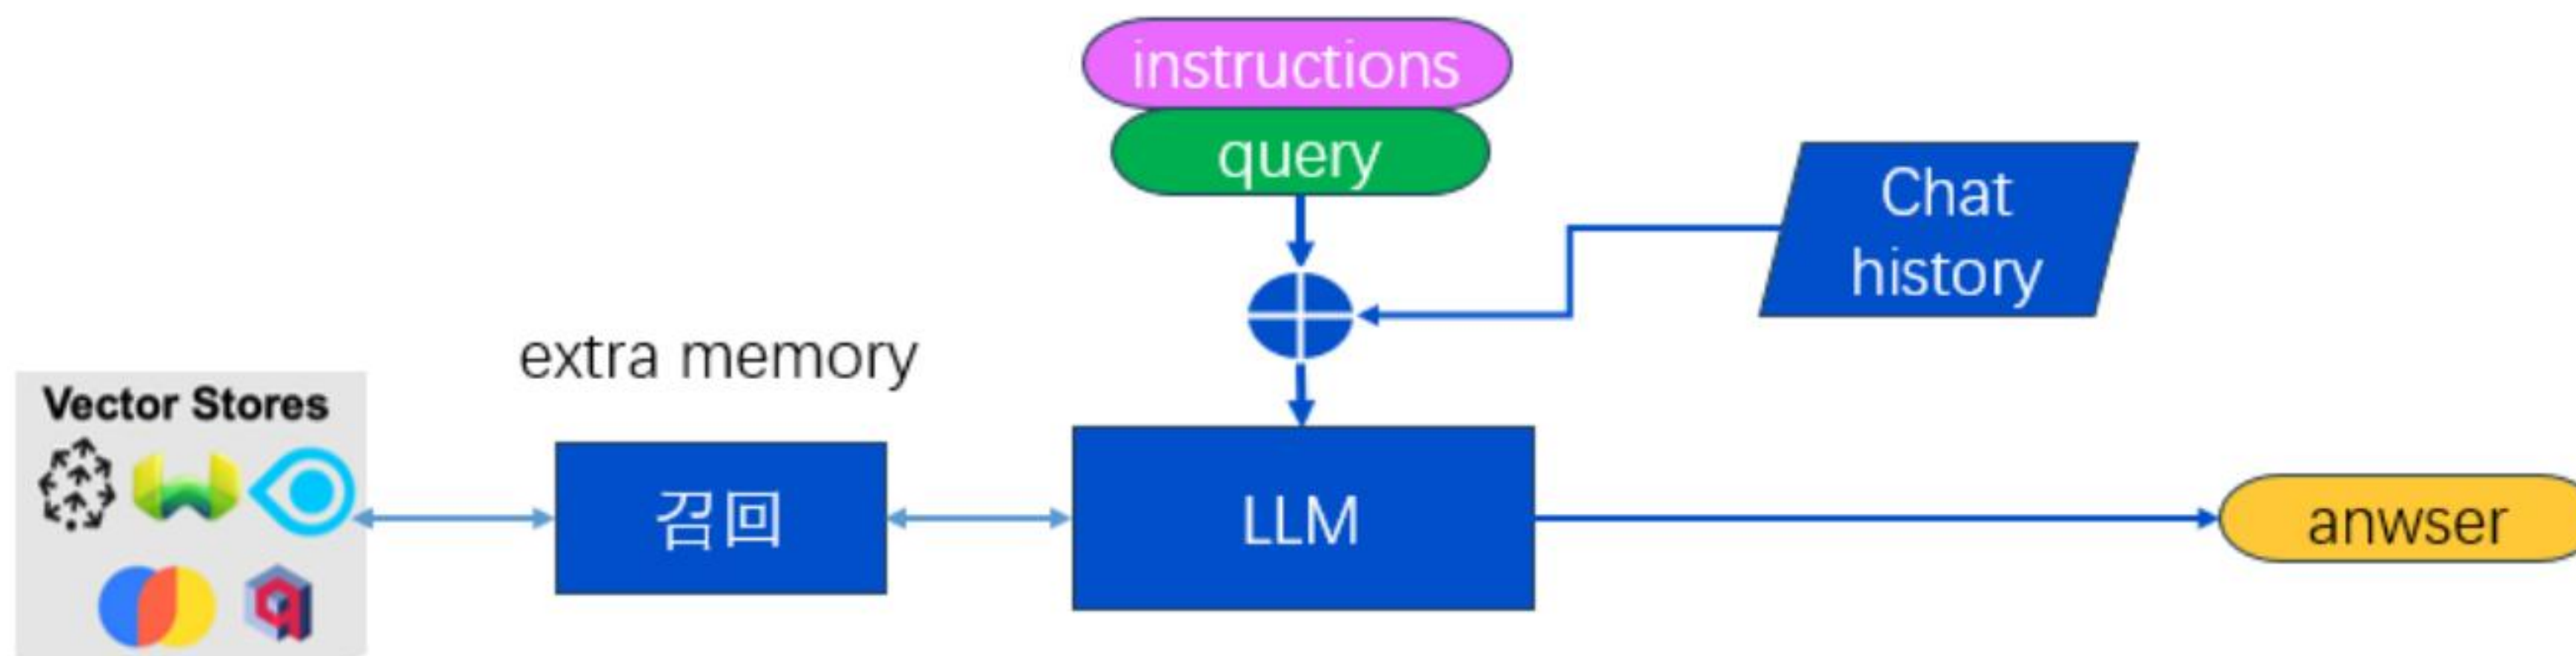 instructions
query
Chat
history
extra memory
Vector Stores
召回
LLM
anwser